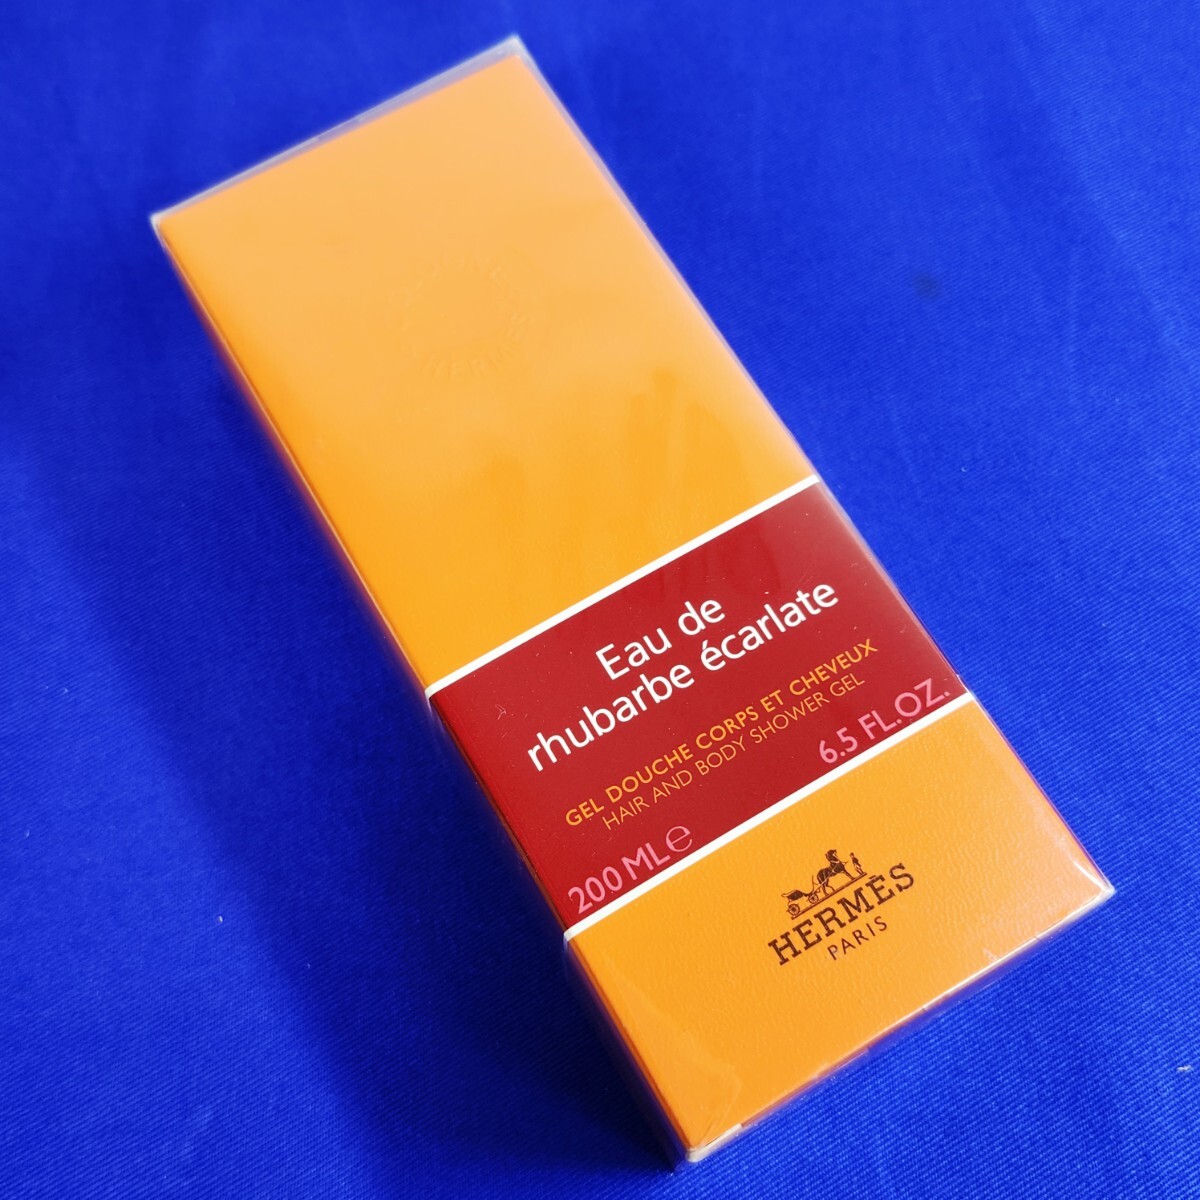 HERMÈS
Eau de
rhubarbe écarlate
GEL DOUCHE CORPS ET CHEVEUX
HAIR AND BODY SHOWER GEL
200 ML e 6.5 FL.OZ.
HERMÈS
PARIS